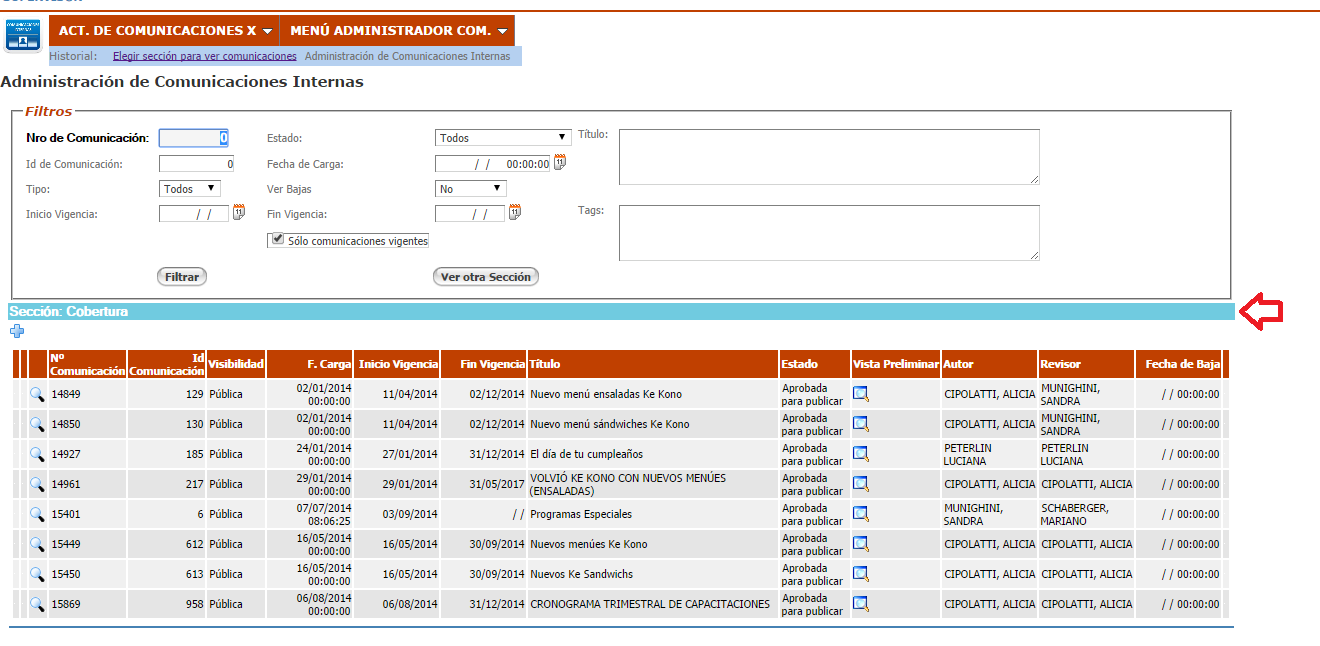 ACT. DE COMUNICACIONES X MENÚ ADMINISTRADOR COM.
Historial: Elegir sección para ver comunicaciones Administración de Comunicaciones Internas
Administración de Comunicaciones Internas
Filtros
Nro de Comunicación: 0 Estado: Todos Título:
Id de Comunicación: 0 Fecha de Carga: / / 00:00:00
Tipo: Todos Ver Bajas No
Inicio Vigencia: / / Fin Vigencia: / / Tags:
Sólo comunicaciones vigentes
Filtrar Ver otra Sección
Sección: Cobertura
Nº Id
Comunicación Comunicación Visibilidad F. Carga Inicio Vigencia Fin Vigencia Título Estado Vista Preliminar Autor Revisor Fecha de Baja
02/01/2014 Aprobada MUNIGHINI,
14849 129 Pública 11/04/2014 02/12/2014 Nuevo menú ensaladas Ke Kono CIPOLATTI, ALICIA / / 00:00:00
00:00:00 para publicar SANDRA
02/01/2014 Aprobada MUNIGHINI,
14850 130 Pública 11/04/2014 02/12/2014 Nuevo menú sándwiches Ke Kono CIPOLATTI, ALICIA / / 00:00:00
00:00:00 para publicar SANDRA
24/01/2014 Aprobada PETERLIN PETERLIN
14927 185 Pública 27/01/2014 31/12/2014 El día de tu cumpleaños / / 00:00:00
00:00:00 para publicar LUCIANA LUCIANA
29/01/2014 VOLVIÓ KE KONO CON NUEVOS MENÚES Aprobada
14961 217 Pública 29/01/2014 31/05/2017 CIPOLATTI, ALICIA CIPOLATTI, ALICIA / / 00:00:00
00:00:00 (ENSALADAS) para publicar
07/07/2014 Aprobada MUNIGHINI, SCHABERGER,
15401 6 Pública 03/09/2014 / / Programas Especiales / / 00:00:00
08:06:25 para publicar SANDRA MARIANO
16/05/2014 Aprobada
15449 612 Pública 16/05/2014 30/09/2014 Nuevos menúes Ke Kono CIPOLATTI, ALICIA CIPOLATTI, ALICIA / / 00:00:00
00:00:00 para publicar
16/05/2014 Aprobada
15450 613 Pública 16/05/2014 30/09/2014 Nuevos Ke Sandwichs CIPOLATTI, ALICIA CIPOLATTI, ALICIA / / 00:00:00
00:00:00 para publicar
06/08/2014 Aprobada
15869 958 Pública 06/08/2014 31/12/2014 CRONOGRAMA TRIMESTRAL DE CAPACITACIONES CIPOLATTI, ALICIA CIPOLATTI, ALICIA / / 00:00:00
00:00:00 para publicar